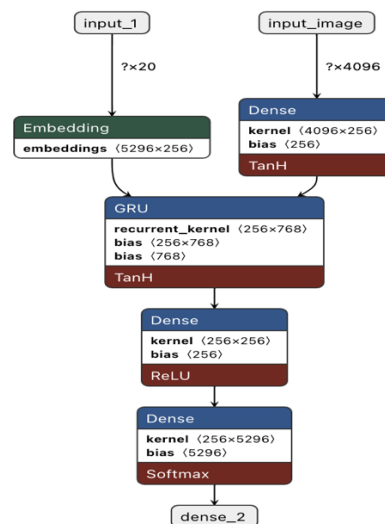 input_1
input_image
?×20
?×4096
Dense
kernel ⟨4096×256⟩
bias ⟨256⟩
TanH
Embedding
embeddings ⟨5296×256⟩
GRU
recurrent_kernel ⟨256×768⟩
bias ⟨256×768⟩
bias ⟨768⟩
TanH
Dense
kernel ⟨256×256⟩
bias ⟨256⟩
ReLU
Dense
kernel ⟨256×5296⟩
bias ⟨5296⟩
Softmax
dense_2